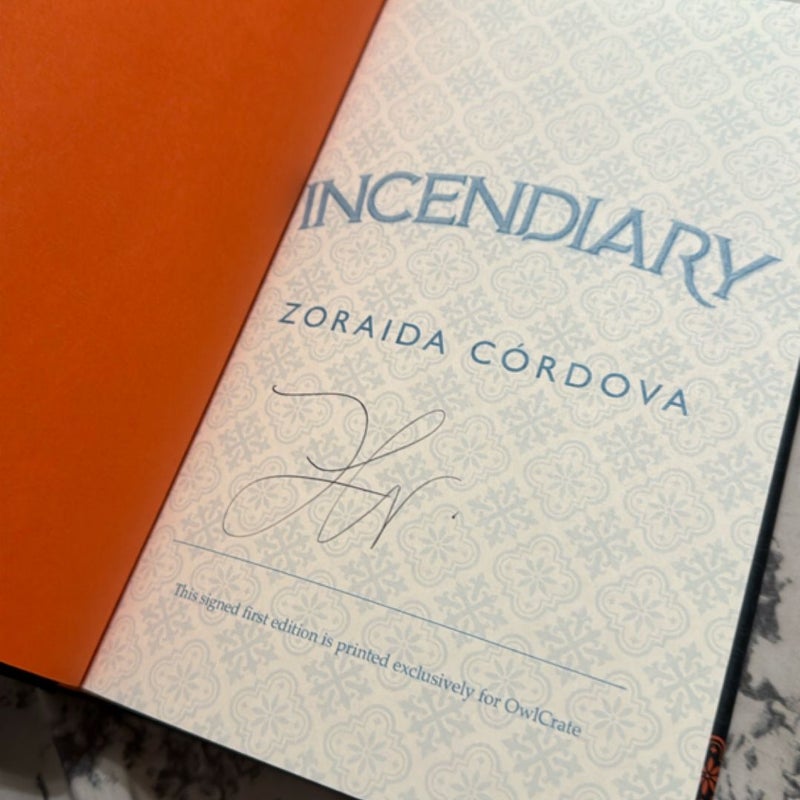 INCENDIARY
ZORAIDA CÓRDOVA
This signed first edition is printed exclusively for OwlCrate